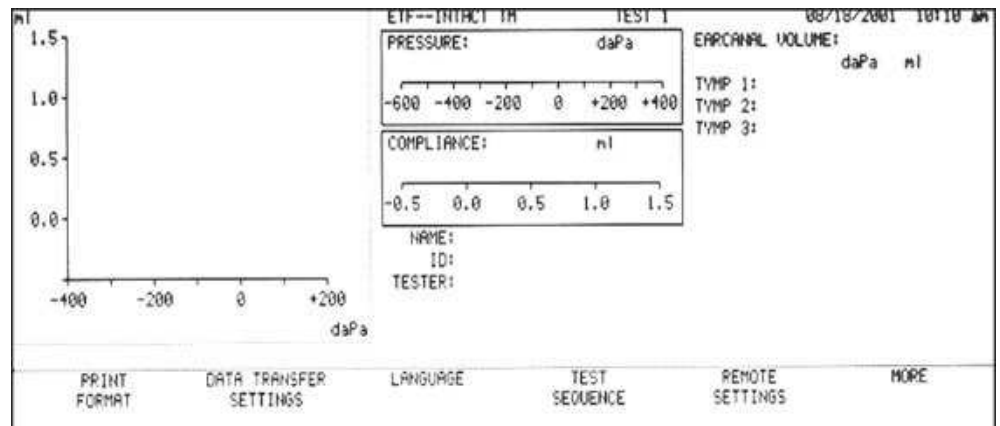 ml ETF--INTACT TM TEST 1 08/18/2001 10:10 am
1.5
1.0
0.5
0.0
-400 -200 0 +200
daPa
PRESSURE: daPa
-600 -400 -200 0 +200 +400
COMPLIANCE: ml
-0.5 0.0 0.5 1.0 1.5
NAME:
ID:
TESTER:
EARCANAL VOLUME:
daPa ml
TYMP 1:
TYMP 2:
TYMP 3:
PRINT FORMAT
DATA TRANSFER SETTINGS
LANGUAGE
TEST SEQUENCE
REMOTE SETTINGS
MORE